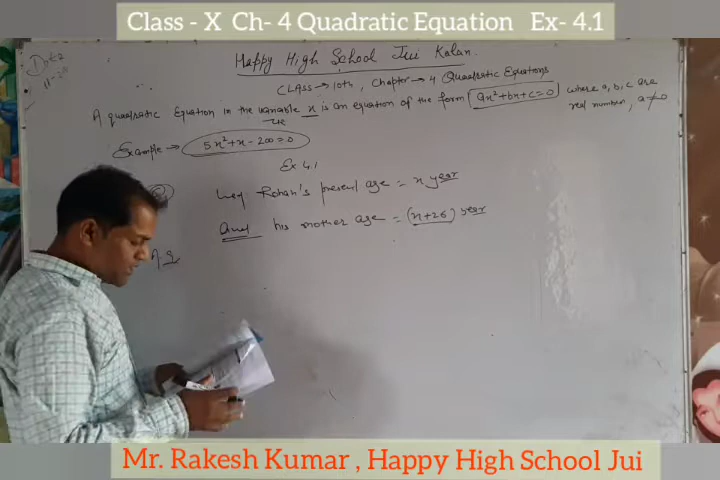 Class - X Ch- 4 Quadratic Equation Ex- 4.1
Happy High School Jui Kalan.
CLASS → 10th, Chapter → 4 Quadratic Equations
A quadratic Equation in the variable x is an equation of the form ax²+bx+c=0 where a, b, c are
real number, a≠0
Example → 5x²+x-200=0
Ex 4.1
Rohan's present age = x year
And his mother age = (x+26) year
A.q
Mr. Rakesh Kumar , Happy High School Jui